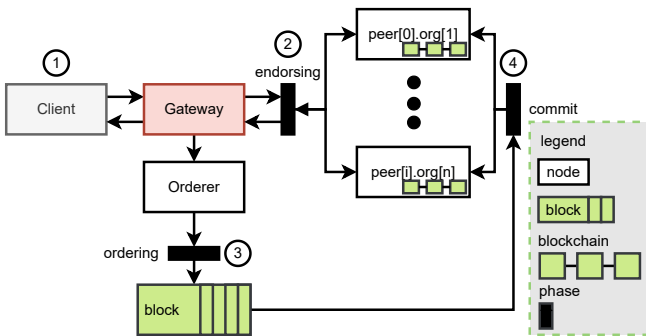 1
2
endorsing
peer[0].org[1]
4
Client
Gateway
commit
peer[i].org[n]
Orderer
ordering
3
block
legend
node
block
blockchain
phase